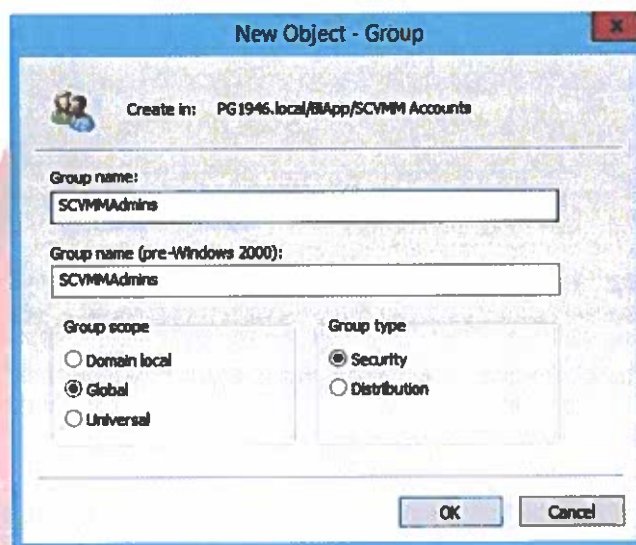 New Object - Group
x
Create in: PG1946.local/BIApp/SCVMM Accounts
Group name:
SCVMMAdmins
Group name (pre-Windows 2000):
SCVMMAdmins
Group scope
Domain local
Global
Universal
Group type
Security
Distribution
OK
Cancel